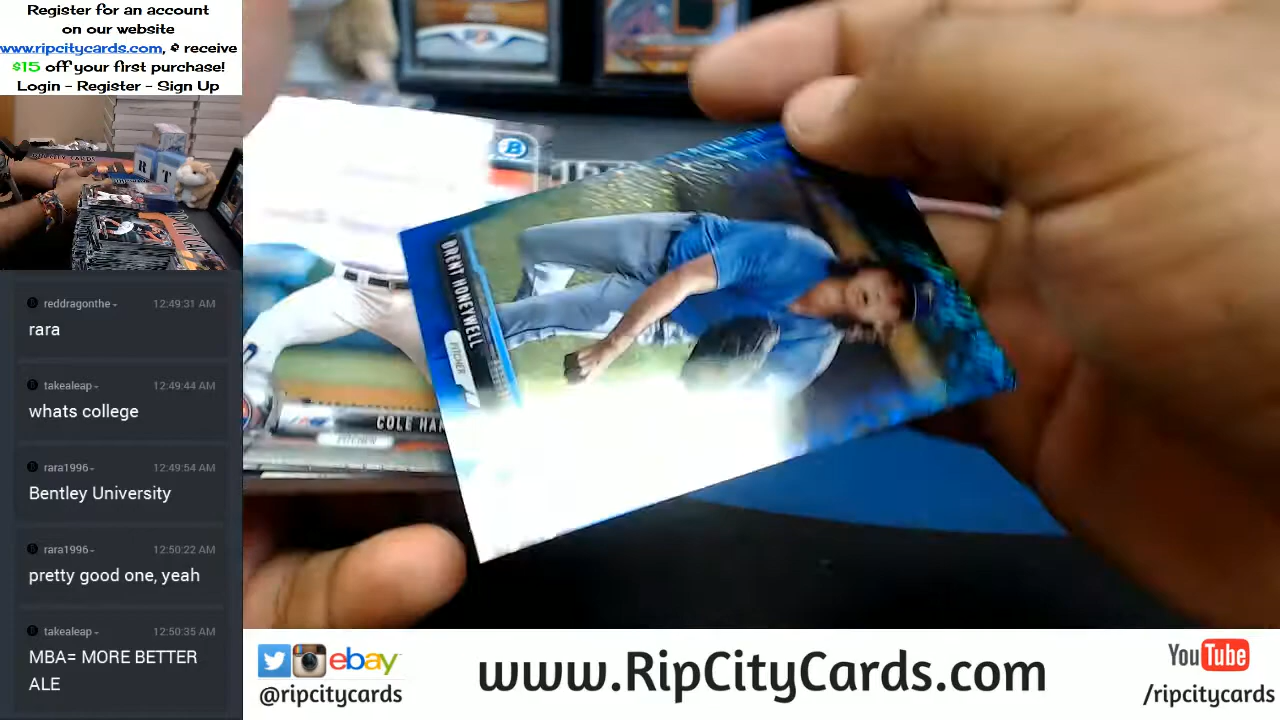 Register for an account
on our website
www.ripcitycards.com, & receive
$15 off your first purchase!
Login - Register - Sign Up
reddragonthe 12:49:31 AM
rara
takealeap 12:49:44 AM
whats college
rara1996 12:49:54 AM
Bentley University
rara1996 12:50:22 AM
pretty good one, yeah
takealeap 12:50:35 AM
MBA= MORE BETTER
ALE
B
BRENT HONEYWELL
PITCHER
COLE HA
PITCHER
R T
ebay
@ripcitycards
www.RipCityCards.com
YouTube
/ripcitycards